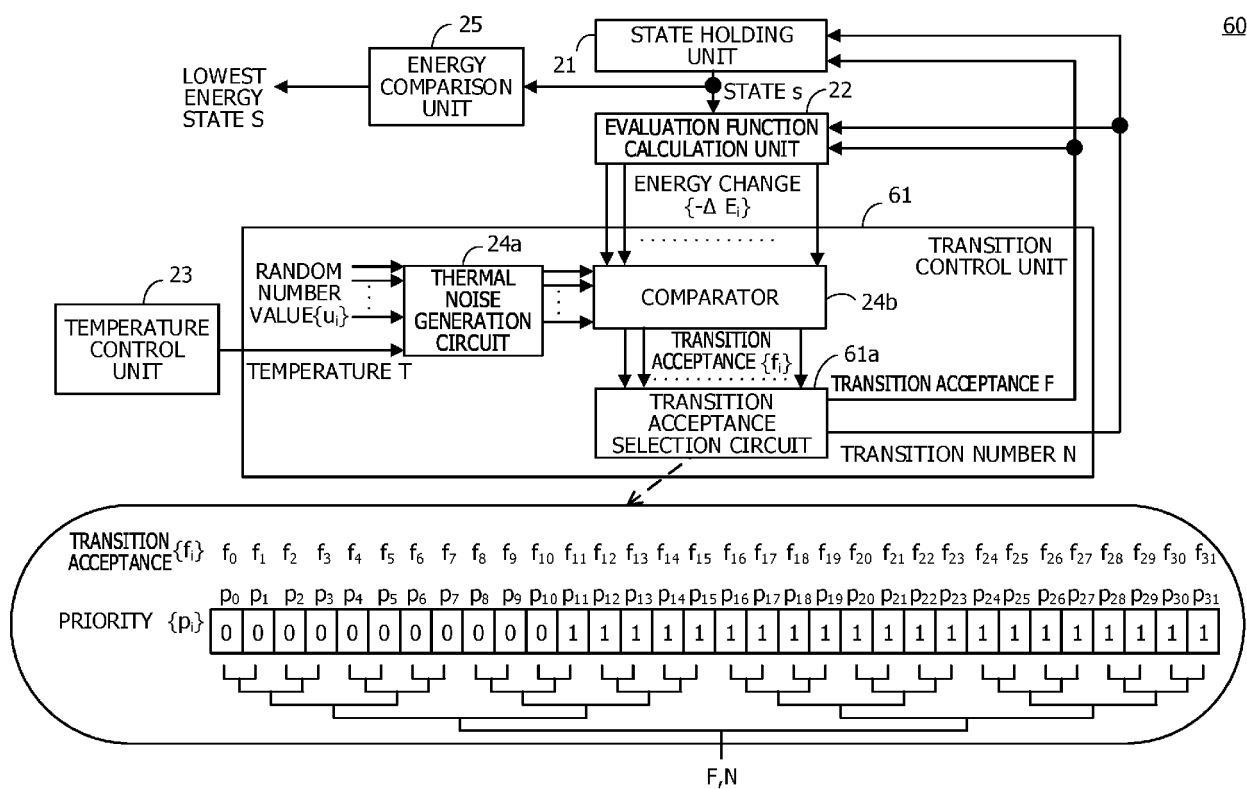 60
25
STATE HOLDING
UNIT
21
ENERGY
COMPARISON
UNIT
LOWEST
ENERGY
STATE S
STATE s
22
EVALUATION FUNCTION
CALCULATION UNIT
ENERGY CHANGE
{-Δ Ei}
61
TRANSITION
CONTROL UNIT
24a
RANDOM
NUMBER
VALUE{ui}
THERMAL
NOISE
GENERATION
CIRCUIT
COMPARATOR
24b
23
TEMPERATURE
CONTROL
UNIT
TEMPERATURE T
TRANSITION
ACCEPTANCE {fi}
61a
TRANSITION ACCEPTANCE F
TRANSITION
ACCEPTANCE
SELECTION CIRCUIT
TRANSITION NUMBER N
TRANSITION
ACCEPTANCE {fi} f0 f1 f2 f3 f4 f5 f6 f7 f8 f9 f10 f11 f12 f13 f14 f15 f16 f17 f18 f19 f20 f21 f22 f23 f24 f25 f26 f27 f28 f29 f30 f31
p0 p1 p2 p3 p4 p5 p6 p7 p8 p9 p10 p11 p12 p13 p14 p15 p16 p17 p18 p19 p20 p21 p22 p23 p24 p25 p26 p27 p28 p29 p30 p31
PRIORITY {pi} 0 0 0 0 0 0 0 0 0 0 0 1 1 1 1 1 1 1 1 1 1 1 1 1 1 1 1 1 1 1 1 1
F,N